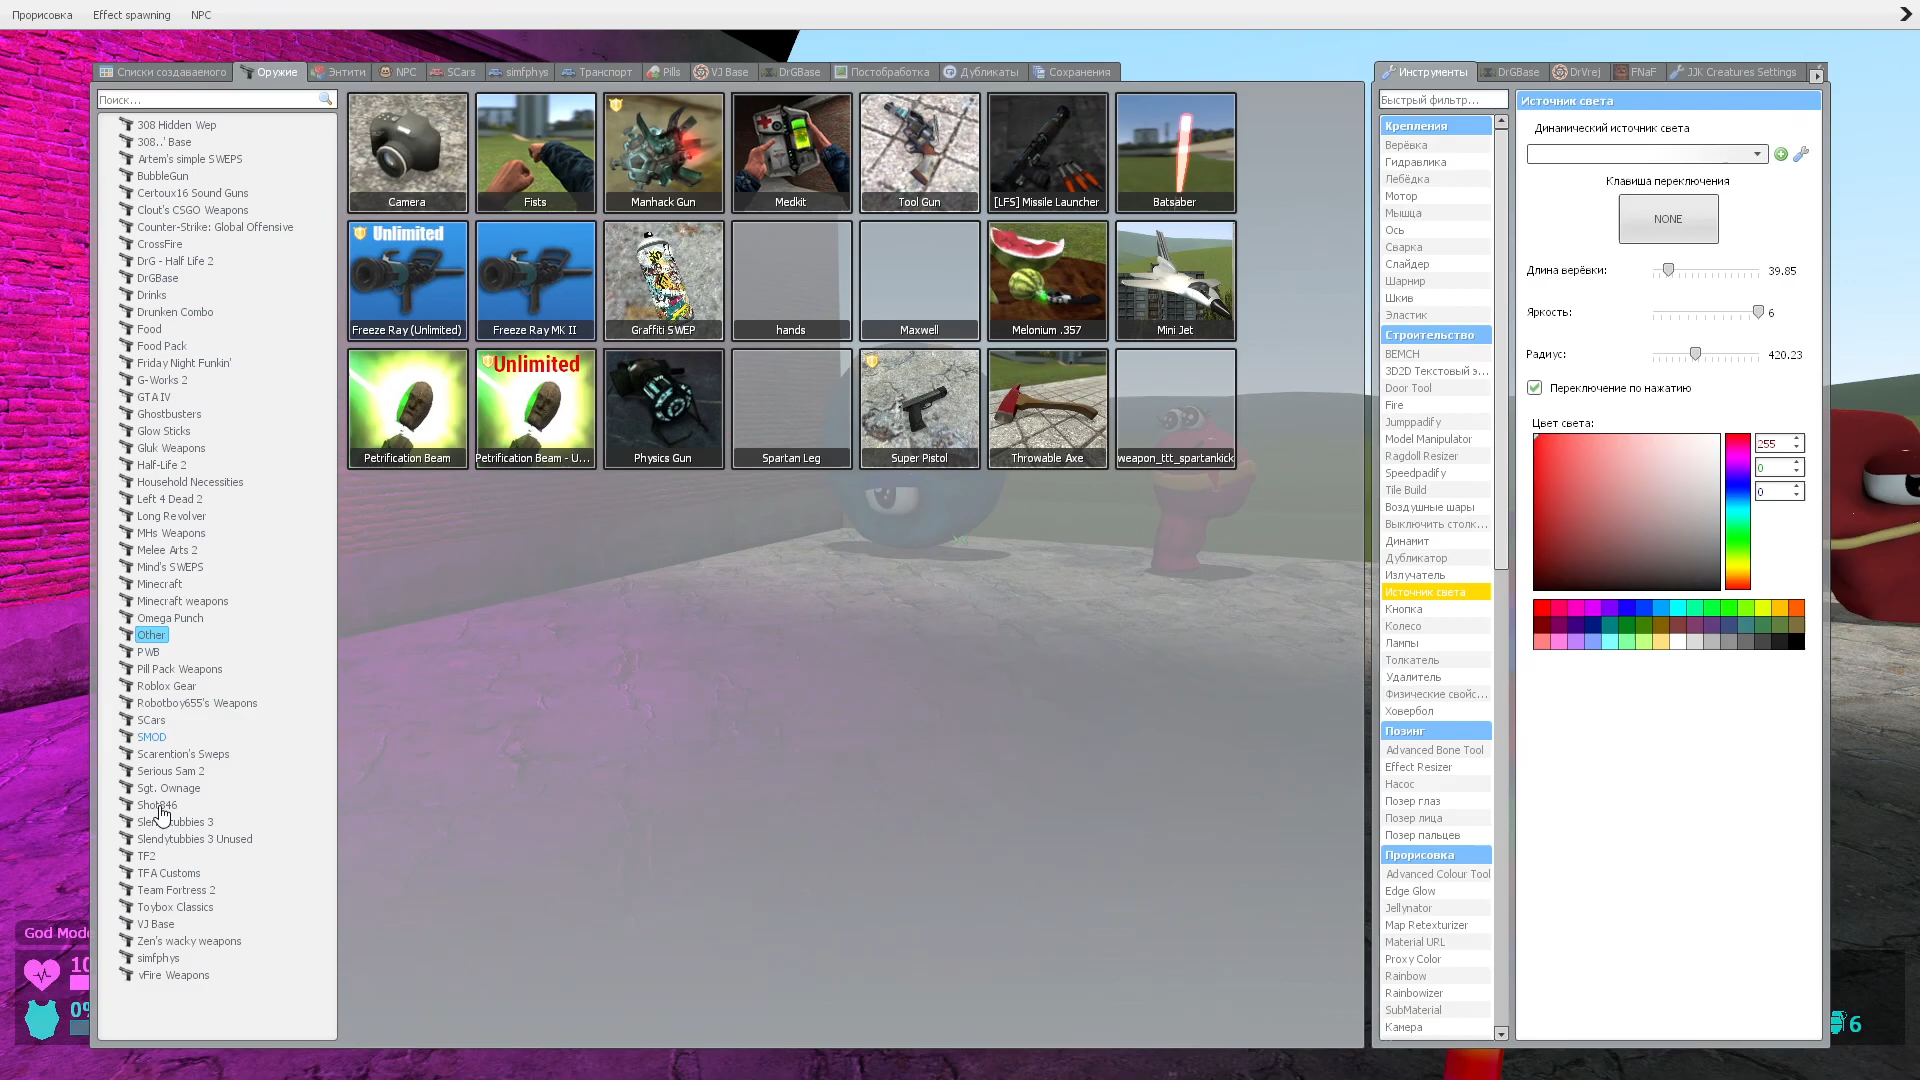 Прорисовка
Effect spawning
NPC
Списки создаваемого
Оружие
Энтити
NPC
SCars
simfphys
Транспорт
Pills
VJ Base
DrGBase
Постобработка
Дубликаты
Сохранения
Поиск...
308 Hidden Wep
308..' Base
Artem's simple SWEPS
BubbleGun
Certoux16 Sound Guns
Clout's CSGO Weapons
Counter-Strike: Global Offensive
CrossFire
DrG - Half Life 2
DrGBase
Drinks
Drunken Combo
Food
Food Pack
Friday Night Funkin'
G-Works 2
GTA IV
Ghostbusters
Glow Sticks
Gluk Weapons
Half-Life 2
Household Necessities
Left 4 Dead 2
Long Revolver
MHs Weapons
Melee Arts 2
Mind's SWEPS
Minecraft
Minecraft weapons
Omega Punch
Other
PWB
Pill Pack Weapons
Roblox Gear
Robotboy655's Weapons
SCars
SMOD
Scarention's Sweps
Serious Sam 2
Sgt. Ownage
Slendytubbies 3 Unused
TF2
TFA Customs
Team Fortress 2
Toybox Classics
VJ Base
Zen's wacky weapons
simfphys
vFire Weapons
Camera
Fists
Manhack Gun
Medkit
Tool Gun
[LFS] Missile Launcher
Batsaber
Unlimited
Freeze Ray (Unlimited)
Freeze Ray MK II
Graffiti SWEP
hands
Maxwell
Melonium .357
Mini Jet
Unlimited
Petrification Beam
Petrification Beam - U...
Physics Gun
Spartan Leg
Super Pistol
Throwable Axe
weapon_ttt_spartankick
God Mode
10
0%
Инструменты
DrGBase
DrVrej
FNaF
JJK Creatures Settings
Быстрый фильтр...
Крепления
Верёвка
Гидравлика
Лебёдка
Мотор
Мышца
Ось
Сварка
Слайдер
Шарнир
Шкив
Эластик
Строительство
BEMCH
3D2D Текстовый э...
Door Tool
Fire
Jumppadify
Model Manipulator
Ragdoll Resizer
Speedpadify
Tile Build
Воздушные шары
Выключить столк...
Динамит
Дубликатор
Излучатель
Источник света
Кнопка
Колесо
Лампы
Толкатель
Удалитель
Физические свойс...
Ховербол
Позинг
Advanced Bone Tool
Effect Resizer
Насос
Позер глаз
Позер лица
Позер пальцев
Прорисовка
Advanced Colour Tool
Edge Glow
Jellynator
Map Retexturizer
Material URL
Proxy Color
Rainbow
Rainbowizer
SubMaterial
Камера
Источник света
Динамический источник света
Клавиша переключения
NONE
Длина верёвки:
39.85
Яркость:
6
Радиус:
420.23
Переключение по нажатию
Цвет света:
255
0
0
6